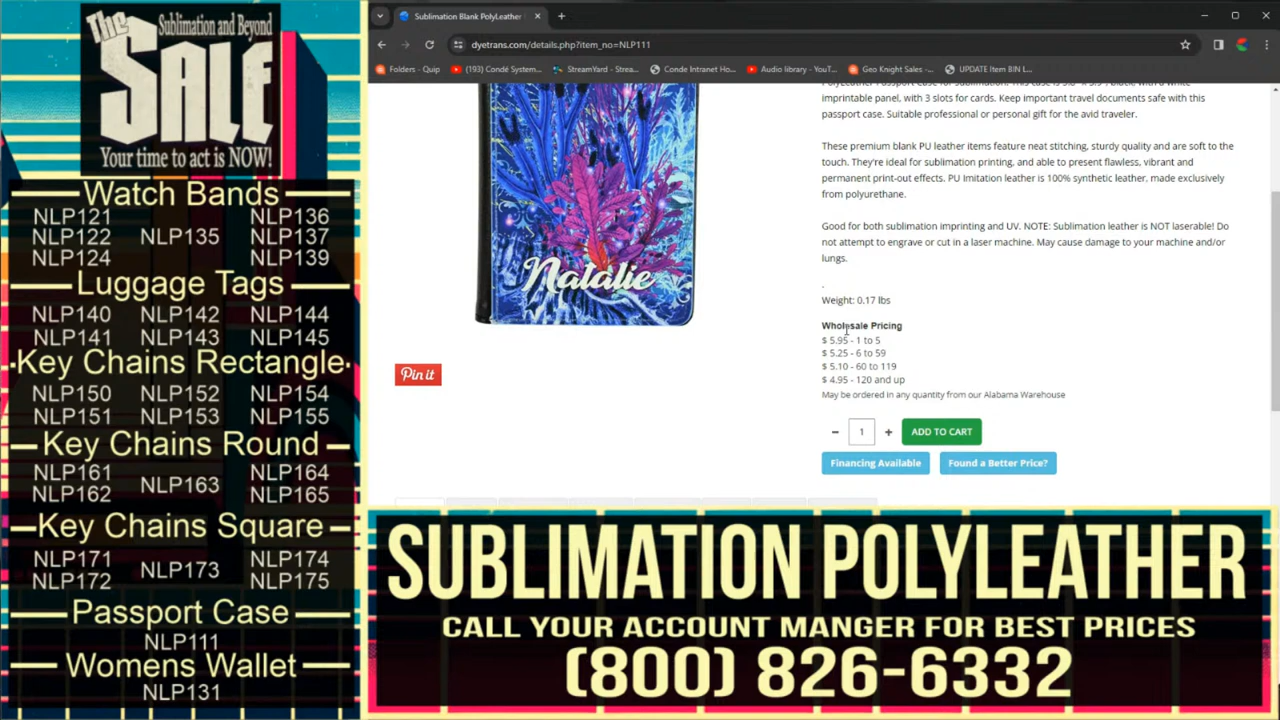 The
Sublimation and Beyond
SALE
Your time to act is NOW!
Watch Bands
NLP121 NLP136
NLP122 NLP135 NLP137
NLP124 NLP139
Luggage Tags
NLP140 NLP142 NLP144
NLP141 NLP143 NLP145
Key Chains Rectangle
NLP150 NLP152 NLP154
NLP151 NLP153 NLP155
Key Chains Round
NLP161 NLP164
NLP162 NLP163 NLP165
Key Chains Square
NLP171 NLP174
NLP172 NLP173 NLP175
Passport Case
NLP111
Womens Wallet
NLP131
Sublimation Blank PolyLeather
dyetrans.com/details.php?item_no=NLP111
Folders - Quip (193) Condé System... StreamYard - Strea... Conde Intranet Ho... Audio library - YouT... Geo Knight Sales -... UPDATE Item BIN L...
imprintable panel, with 3 slots for cards. Keep important travel documents safe with this
passport case. Suitable professional or personal gift for the avid traveler.
These premium blank PU leather items feature neat stitching, sturdy quality and are soft to the
touch. They're ideal for sublimation printing, and able to present flawless, vibrant and
permanent print-out effects. PU Imitation leather is 100% synthetic leather, made exclusively
from polyurethane.
Good for both sublimation imprinting and UV. NOTE: Sublimation leather is NOT laserable! Do
not attempt to engrave or cut in a laser machine. May cause damage to your machine and/or
lungs.
.
Weight: 0.17 lbs
Wholesale Pricing
$ 5.95 - 1 to 5
$ 5.25 - 6 to 59
$ 5.10 - 60 to 119
$ 4.95 - 120 and up
May be ordered in any quantity from our Alabama Warehouse
- 1 + ADD TO CART
Financing Available Found a Better Price?
Natalie
Pin it
SUBLIMATION POLYLEATHER
CALL YOUR ACCOUNT MANGER FOR BEST PRICES
(800) 826-6332